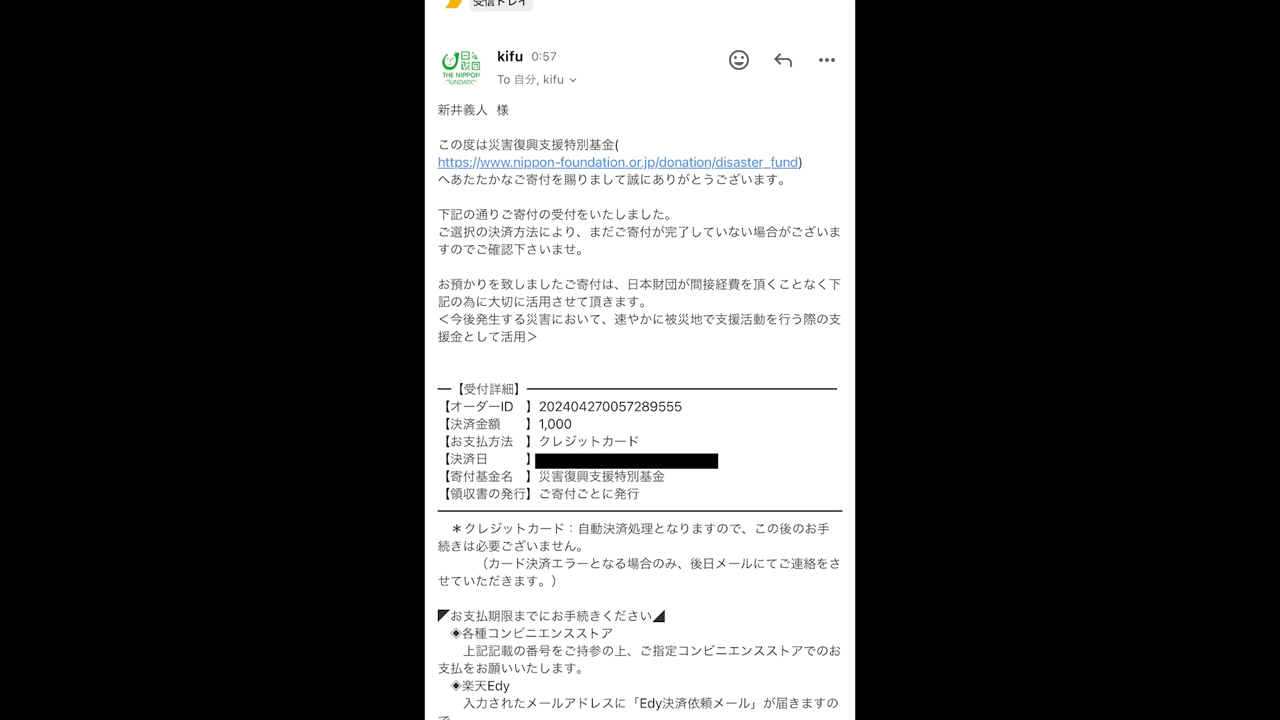 受信トレイ
kifu 0:57
To 自分, kifu
THE NIPPON
新井義人 様
この度は災害復興支援特別基金(
https://www.nippon-foundation.or.jp/donation/disaster_fund)
へあたたかなご寄付を賜りまして誠にありがとうございます。
下記の通りご寄付の受付をいたしました。
ご選択の決済方法により、まだご寄付が完了していない場合がございま
すのでご確認下さいませ。
お預かりを致しましたご寄付は、日本財団が間接経費を頂くことなく下
記の為に大切に活用させて頂きます。
＜今後発生する災害において、速やかに被災地で支援活動を行う際の支
援金として活用＞
━【受付詳細】━━━━━━━━━━━━━━━━━━━━
【オーダーID　】202404270057289555
【決済金額　　】1,000
【お支払方法　】クレジットカード
【決済日　　　】
【寄付基金名　】災害復興支援特別基金
【領収書の発行】ご寄付ごとに発行
＊クレジットカード：自動決済処理となりますので、この後のお手
続きは必要ございません。
（カード決済エラーとなる場合のみ、後日メールにてご連絡をさ
せていただきます。）
◤お支払期限までにお手続きください◢
◈各種コンビニエンスストア
上記記載の番号をご持参の上、ご指定コンビニエンスストアでのお
支払をお願いいたします。
◈楽天Edy
入力されたメールアドレスに「Edy決済依頼メール」が届きますの
で